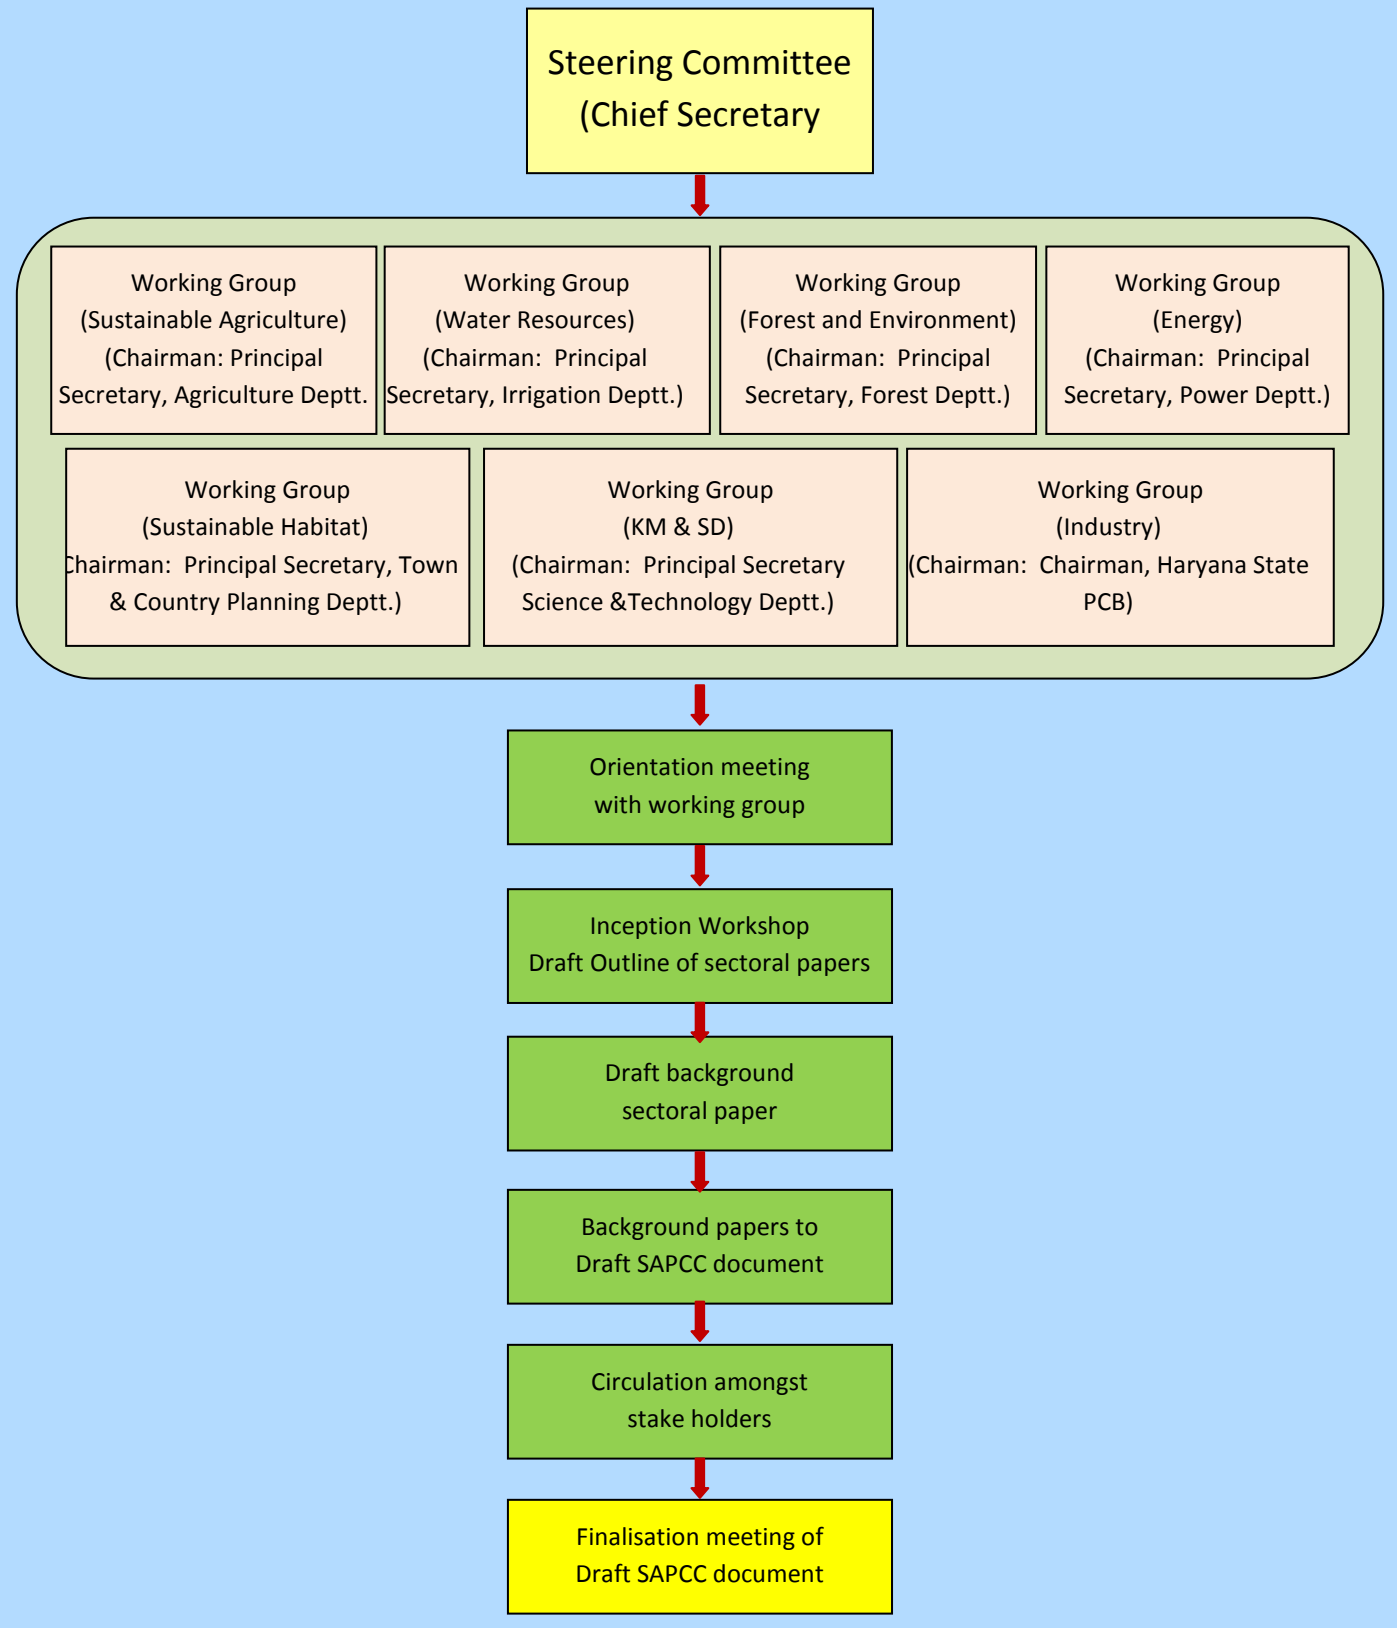 Steering Committee
(Chief Secretary
Working Group
(Sustainable Agriculture)
(Chairman: Principal
Secretary, Agriculture Deptt.
Working Group
(Water Resources)
(Chairman:  Principal
Secretary, Irrigation Deptt.)
Working Group
(Forest and Environment)
(Chairman:  Principal
Secretary, Forest Deptt.)
Working Group
(Energy)
(Chairman:  Principal
Secretary, Power Deptt.)
Working Group
(Sustainable Habitat)
Chairman:  Principal Secretary, Town
& Country Planning Deptt.)
Working Group
(KM & SD)
(Chairman:  Principal Secretary
Science &Technology Deptt.)
Working Group
(Industry)
(Chairman:  Chairman, Haryana State
PCB)
Orientation meeting
with working group
Inception Workshop
Draft Outline of sectoral papers
Draft background
sectoral paper
Background papers to
Draft SAPCC document
Circulation amongst
stake holders
Finalisation meeting of
Draft SAPCC document